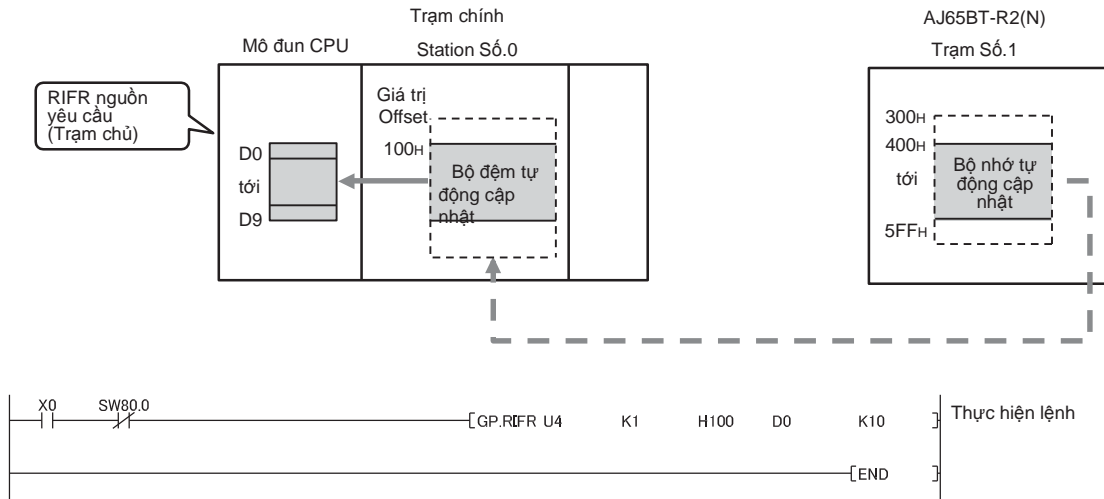 Trạm chính
AJ65BT-R2(N)
Mô đun CPU
Station Số.0
Trạm Số.1
RIFR nguồn
yêu cầu
(Trạm chủ)
Giá trị
Offset
100H
D0
tới
D9
Bộ đệm tự
động cập
nhật
300H
400H
tới
5FFH
Bộ nhớ tự
động cập
nhật
X0 SW80.0 GP.RIFR U4 K1 H100 D0 K10 Thực hiện lệnh
END